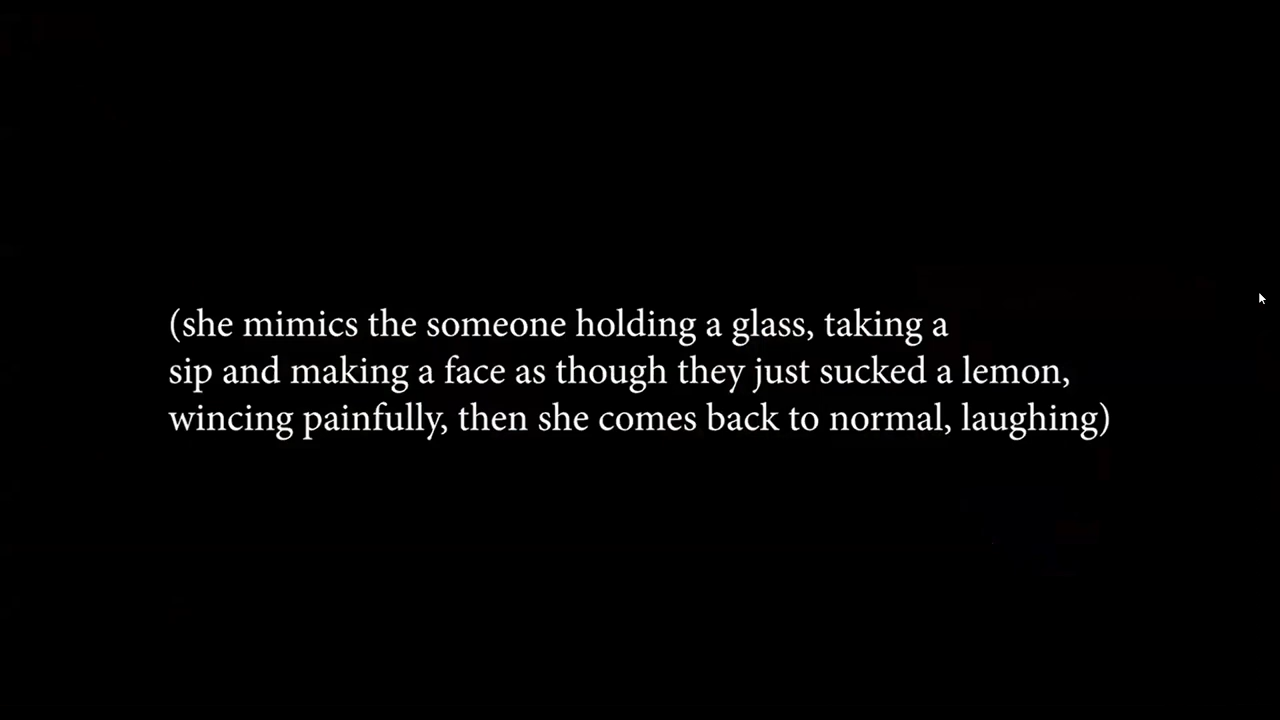 (she mimics the someone holding a glass, taking a
sip and making a face as though they just sucked a lemon,
wincing painfully, then she comes back to normal, laughing)